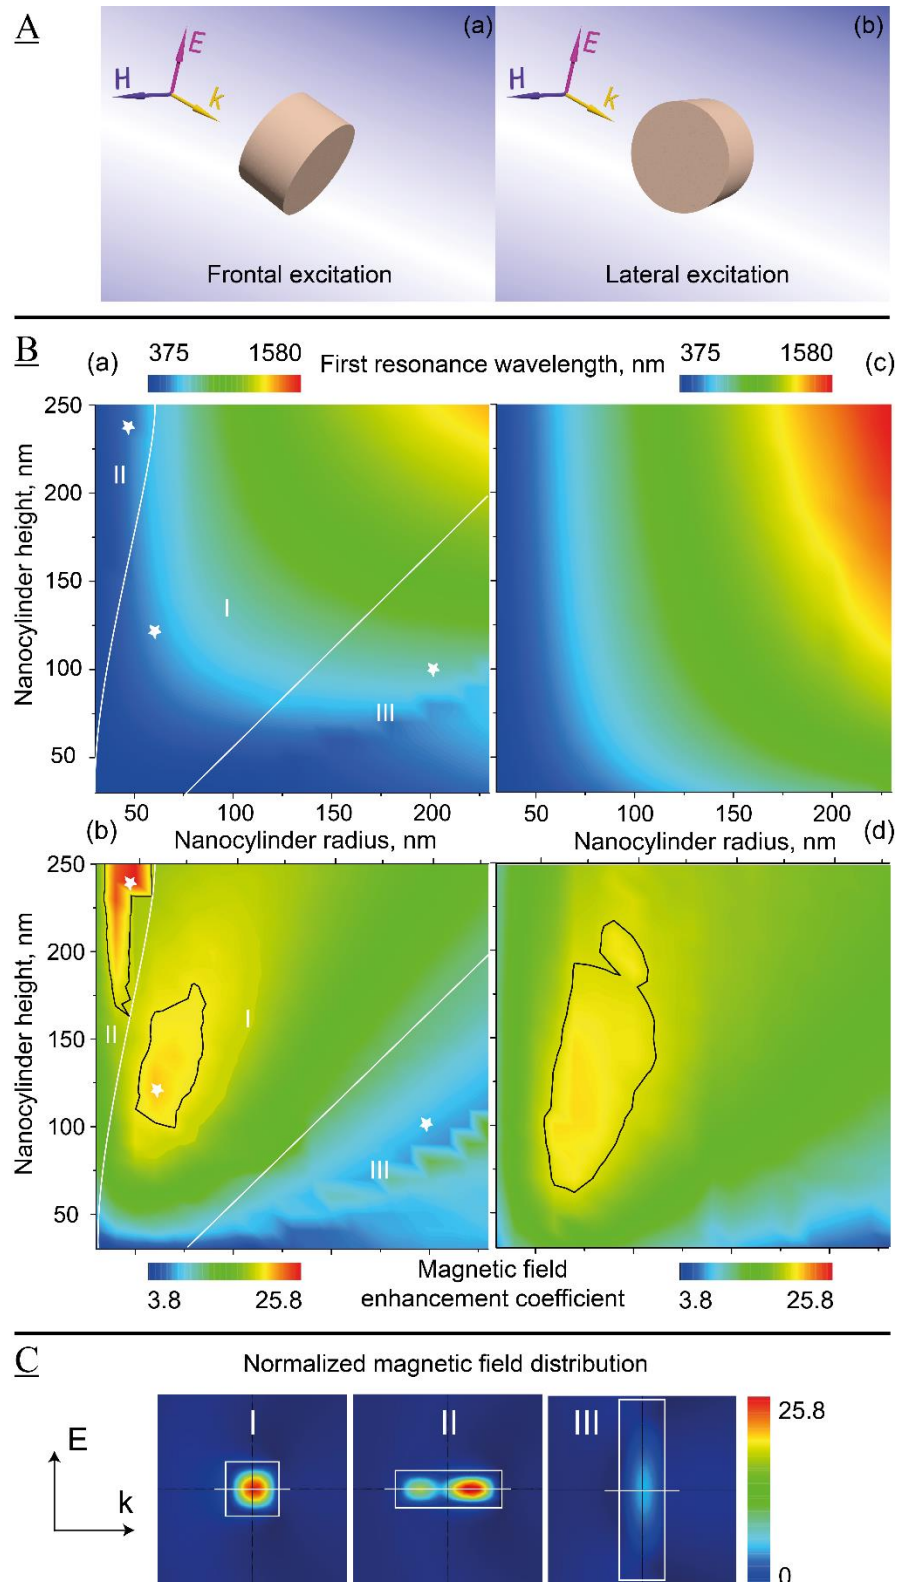 A
(a)
E
H
k
Frontal excitation
(b)
E
H
k
Lateral excitation
B
(a)
375 1580
First resonance wavelength, nm
375 1580
(c)
Nanocylinder height, nm
250
200
150
100
50
II
I
III
50 100 150 200
50 100 150 200
(b)
Nanocylinder radius, nm
Nanocylinder radius, nm
(d)
Nanocylinder height, nm
250
200
150
100
50
II
I
III
3.8 25.8
Magnetic field
enhancement coefficient
3.8 25.8
C
Normalized magnetic field distribution
E
k
I
II
III
25.8
0